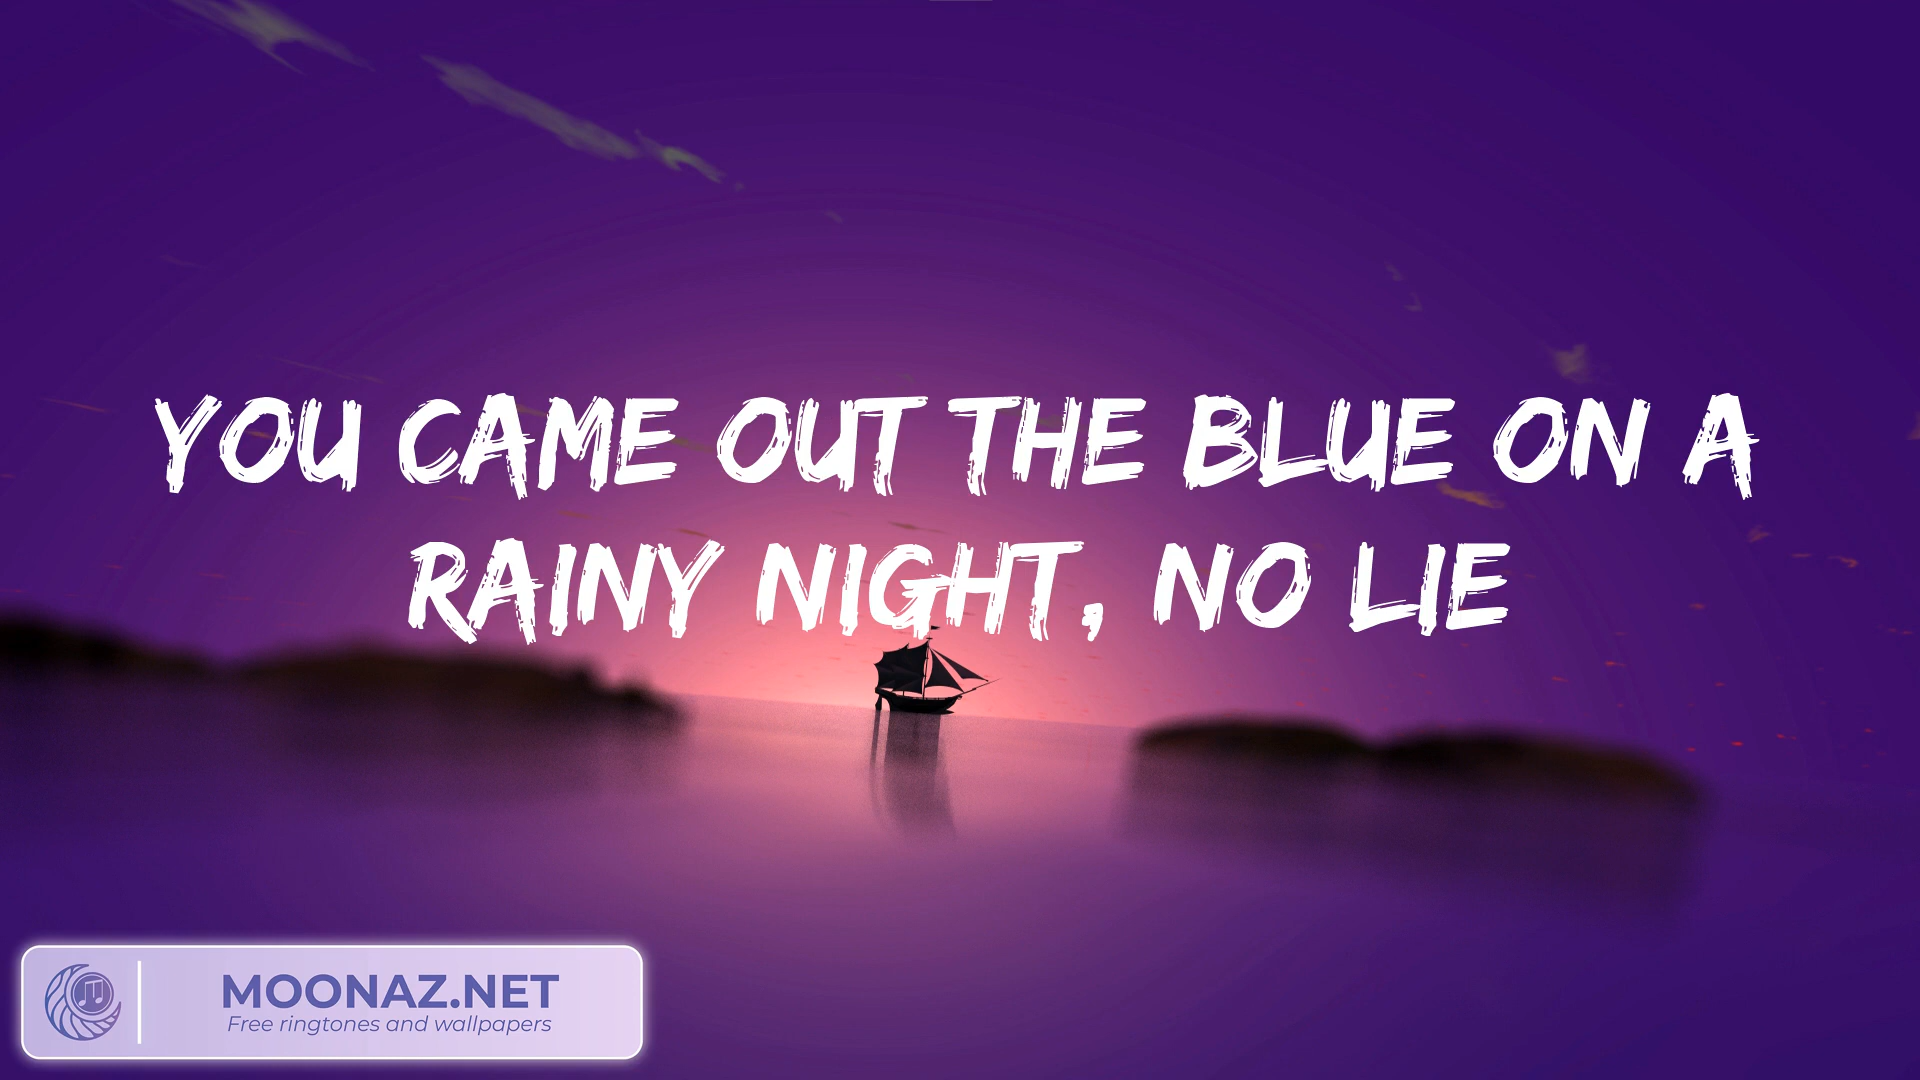 YOU CAME OUT THE BLUE ON A
RAINY NIGHT, NO LIE
MOONAZ.NET
Free ringtones and wallpapers